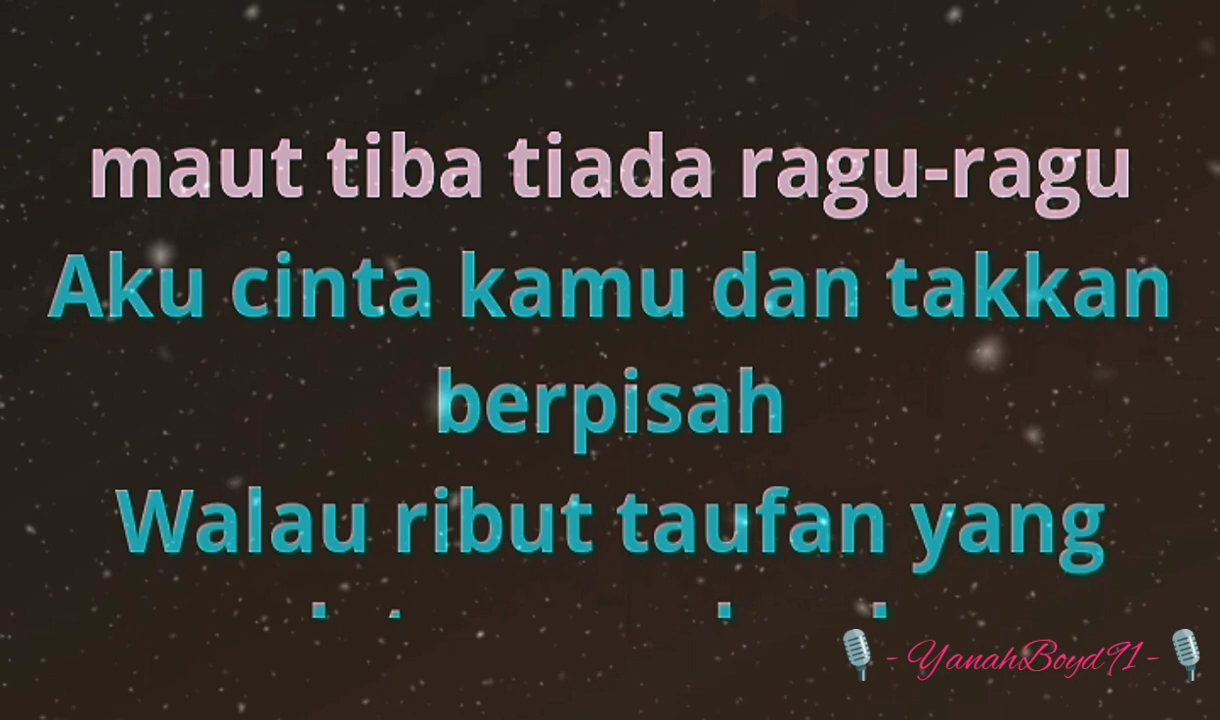 maut tiba tiada ragu-ragu
Aku cinta kamu dan takkan
berpisah
Walau ribut taufan yang
- YanahBoyd91 -